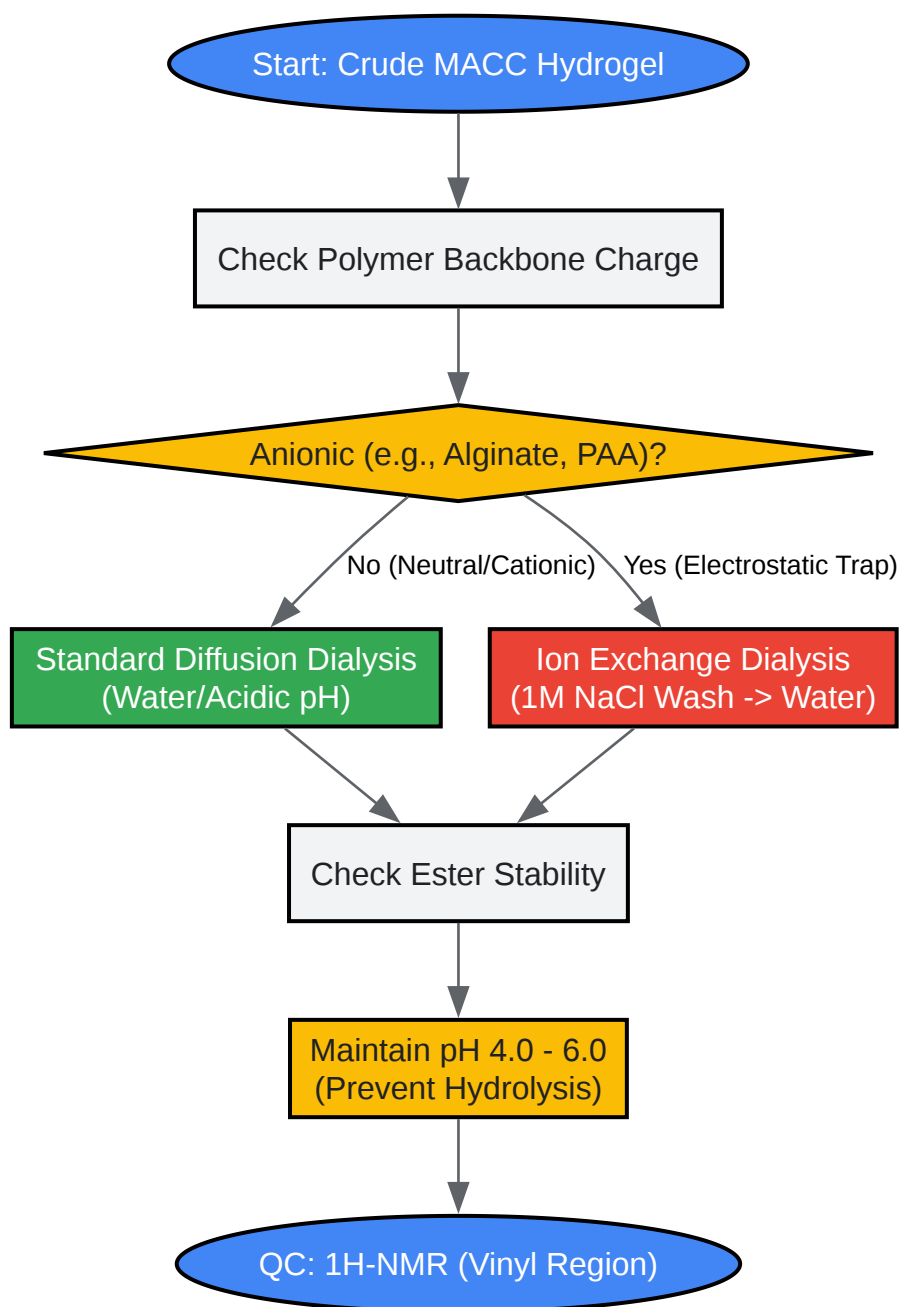 Start: Crude MACC Hydrogel
Check Polymer Backbone Charge
Anionic (e.g., Alginate, PAA)?
No (Neutral/Cationic)
Yes (Electrostatic Trap)
Standard Diffusion Dialysis
(Water/Acidic pH)
Ion Exchange Dialysis
(1M NaCl Wash -> Water)
Check Ester Stability
Maintain pH 4.0 - 6.0
(Prevent Hydrolysis)
QC: 1H-NMR (Vinyl Region)